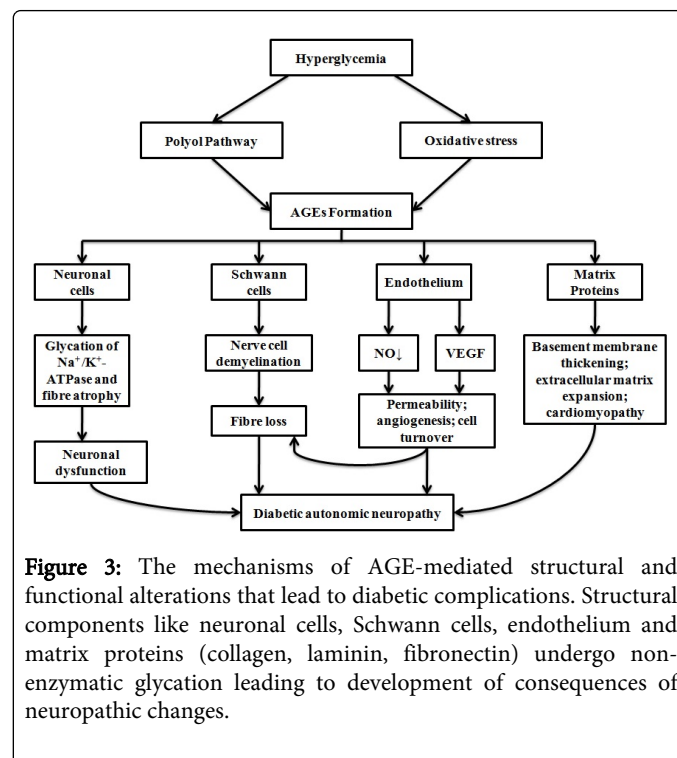 Hyperglycemia
Polyol Pathway
Oxidative stress
AGEs Formation
Neuronal
cells
Schwann
cells
Endothelium
Matrix
Proteins
Glycation of
Na⁺/K⁺-
ATPase and
fibre atrophy
Nerve cell
demyelination
NO↓
VEGF
Basement membrane
thickening;
extracellular matrix
expansion;
cardiomyopathy
Fibre loss
Permeability;
angiogenesis; cell
turnover
Neuronal
dysfunction
Diabetic autonomic neuropathy
Figure 3: The mechanisms of AGE-mediated structural and
functional alterations that lead to diabetic complications. Structural
components like neuronal cells, Schwann cells, endothelium and
matrix proteins (collagen, laminin, fibronectin) undergo non-
enzymatic glycation leading to development of consequences of
neuropathic changes.